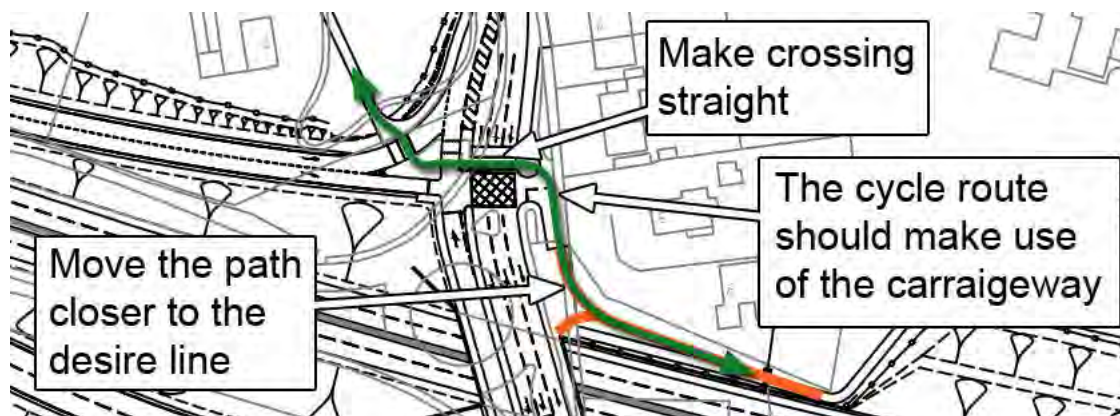 Make crossing
straight
The cycle route
should make use
of the carraigeway
Move the path
closer to the
desire line